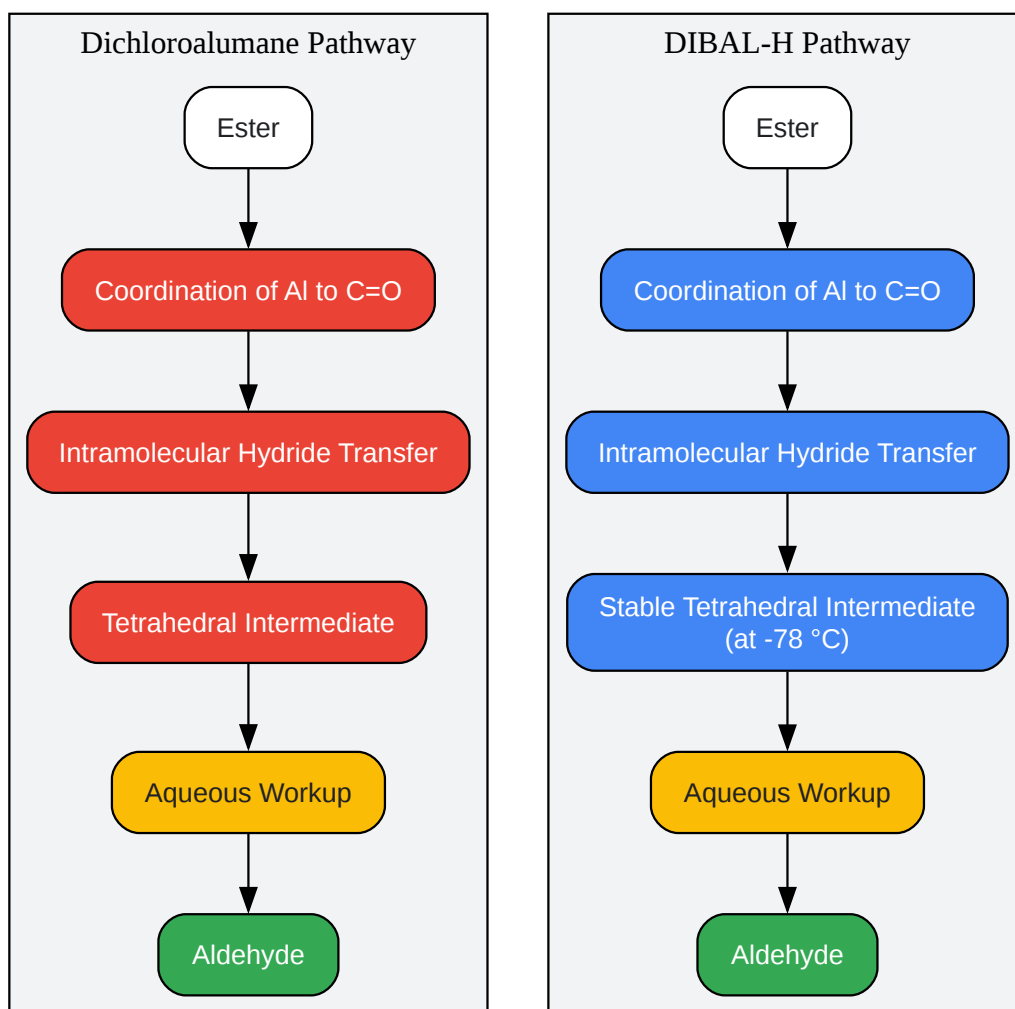 Dichloroalumane Pathway
Ester
Coordination of Al to C=O
Intramolecular Hydride Transfer
Tetrahedral Intermediate
Aqueous Workup
Aldehyde
DIBAL-H Pathway
Ester
Coordination of Al to C=O
Intramolecular Hydride Transfer
Stable Tetrahedral Intermediate
(at -78 °C)
Aqueous Workup
Aldehyde